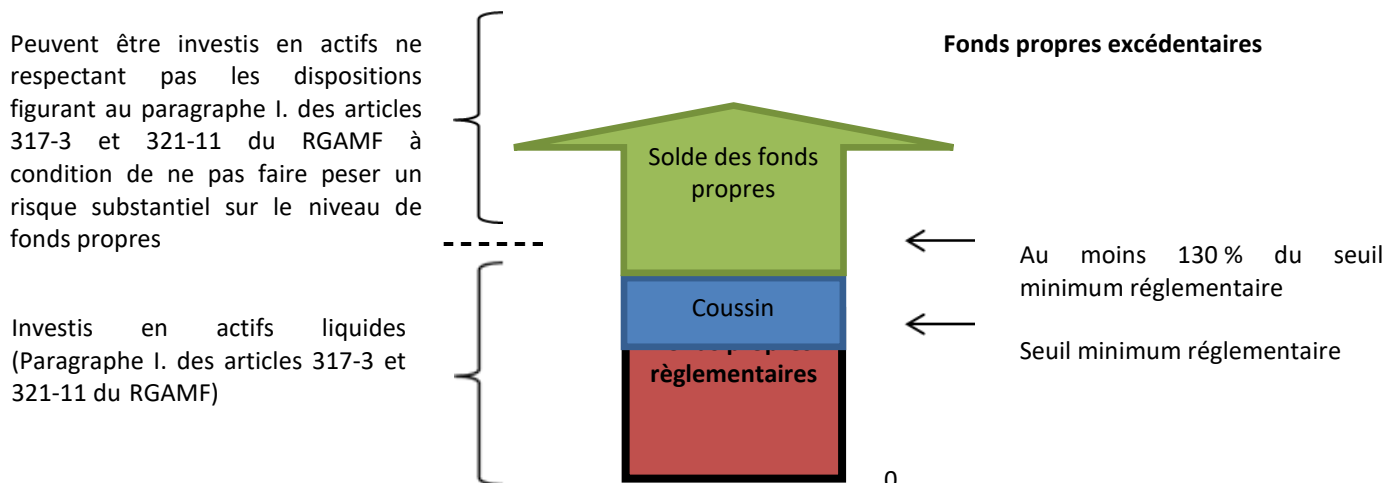 Peuvent être investis en actifs ne
respectant pas les dispositions
figurant au paragraphe I. des articles
317-3 et 321-11 du RGAMF à
condition de ne pas faire peser un
risque substantiel sur le niveau de
fonds propres
Investis en actifs liquides
(Paragraphe I. des articles 317-3 et
321-11 du RGAMF)
Solde des fonds
propres
Coussin
règlementaires
0
Fonds propres excédentaires
Au moins 130 % du seuil
minimum réglementaire
Seuil minimum réglementaire